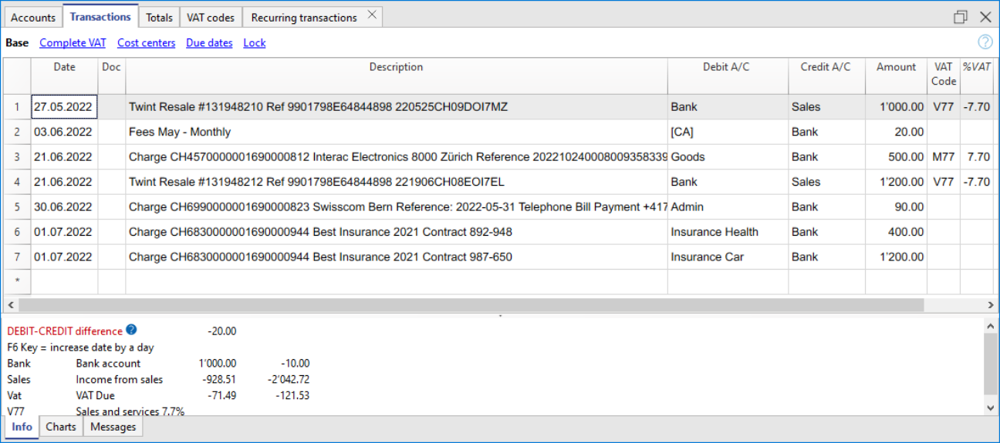 Accounts Transactions Totals VAT codes Recurring transactions
Base Complete VAT Cost centers Due dates Lock
Date Doc Description Debit A/C Credit A/C Amount VAT Code %VAT
1 27.05.2022 Twint Resale #131948210 Ref 9901798E64844898 220525CH09DOI7MZ Bank Sales 1'000.00 V77 -7.70
2 03.06.2022 Fees May - Monthly [CA] Bank 20.00
3 21.06.2022 Charge CH4570000001690000812 Interac Electronics 8000 Zürich Reference 202210240008009358339 Goods Bank 500.00 M77 7.70
4 21.06.2022 Twint Resale #131948212 Ref 9901798E64844898 221906CH08EOI7EL Bank Sales 1'200.00 V77 -7.70
5 30.06.2022 Charge CH6990000001690000823 Swisscom Bern Reference: 2022-05-31 Telephone Bill Payment +417 Admin Bank 90.00
6 01.07.2022 Charge CH6830000001690000944 Best Insurance 2021 Contract 892-948 Insurance Health Bank 400.00
7 01.07.2022 Charge CH6830000001690000944 Best Insurance 2021 Contract 987-650 Insurance Car Bank 1'200.00
*
DEBIT-CREDIT difference ? -20.00
F6 Key = increase date by a day
Bank Bank account 1'000.00 -10.00
Sales Income from sales -928.51 -2'042.72
Vat VAT Due -71.49 -121.53
V77 Sales and services 7.7%
Info Charts Messages